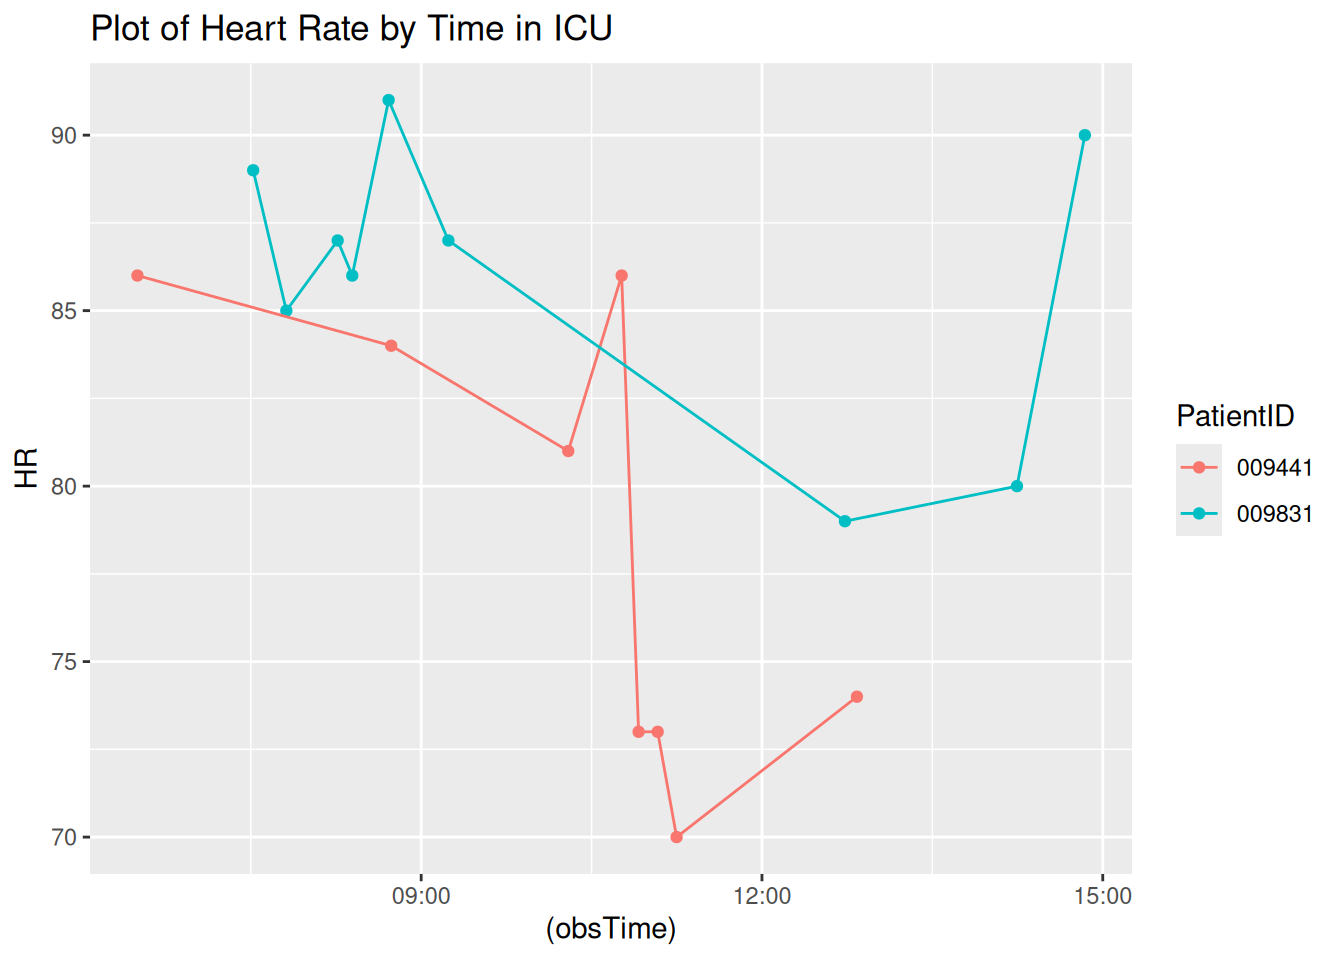 Plot of Heart Rate by Time in ICU
90
85
80
75
70
HR
09:00
12:00
15:00
(obsTime)
PatientID
009441
009831